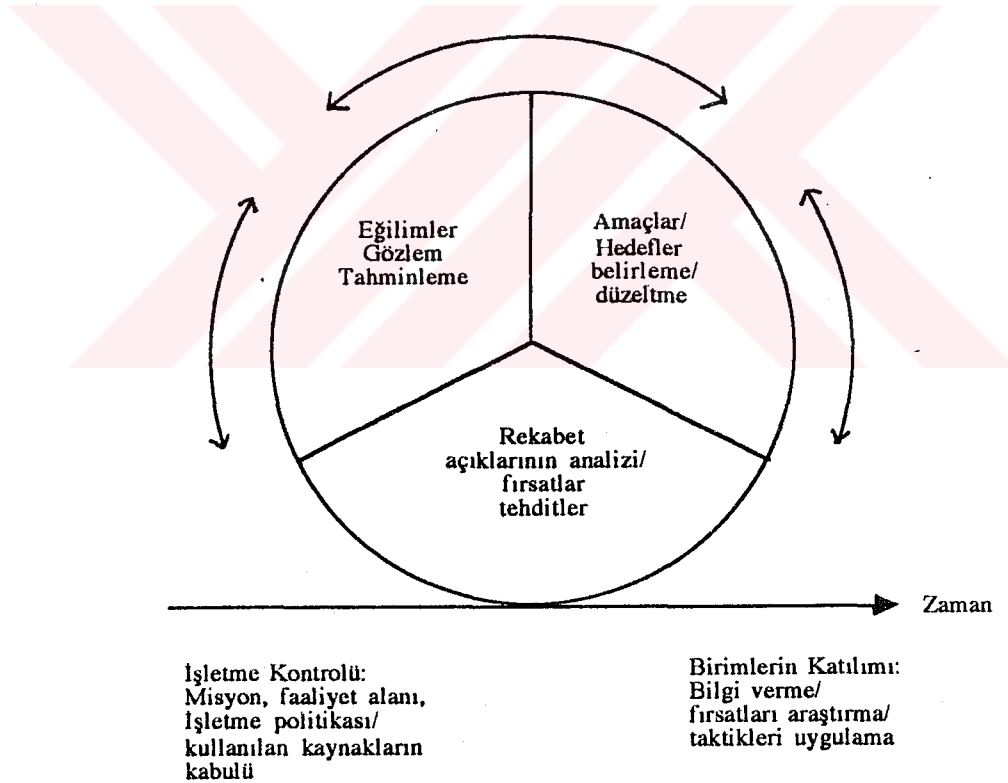 Eğilimler
Gözlem
Tahminleme
Amaçlar/
Hedefler
belirleme/
düzeltme
Rekabet
açıklarının analizi/
fırsatlar
tehditler
Zaman
İşletme Kontrolü:
Misyon, faaliyet alanı,
İşletme politikası/
kullanılan kaynakların
kabulü
Birimlerin Katılımı:
Bilgi verme/
fırsatları araştırma/
taktikleri uygulama